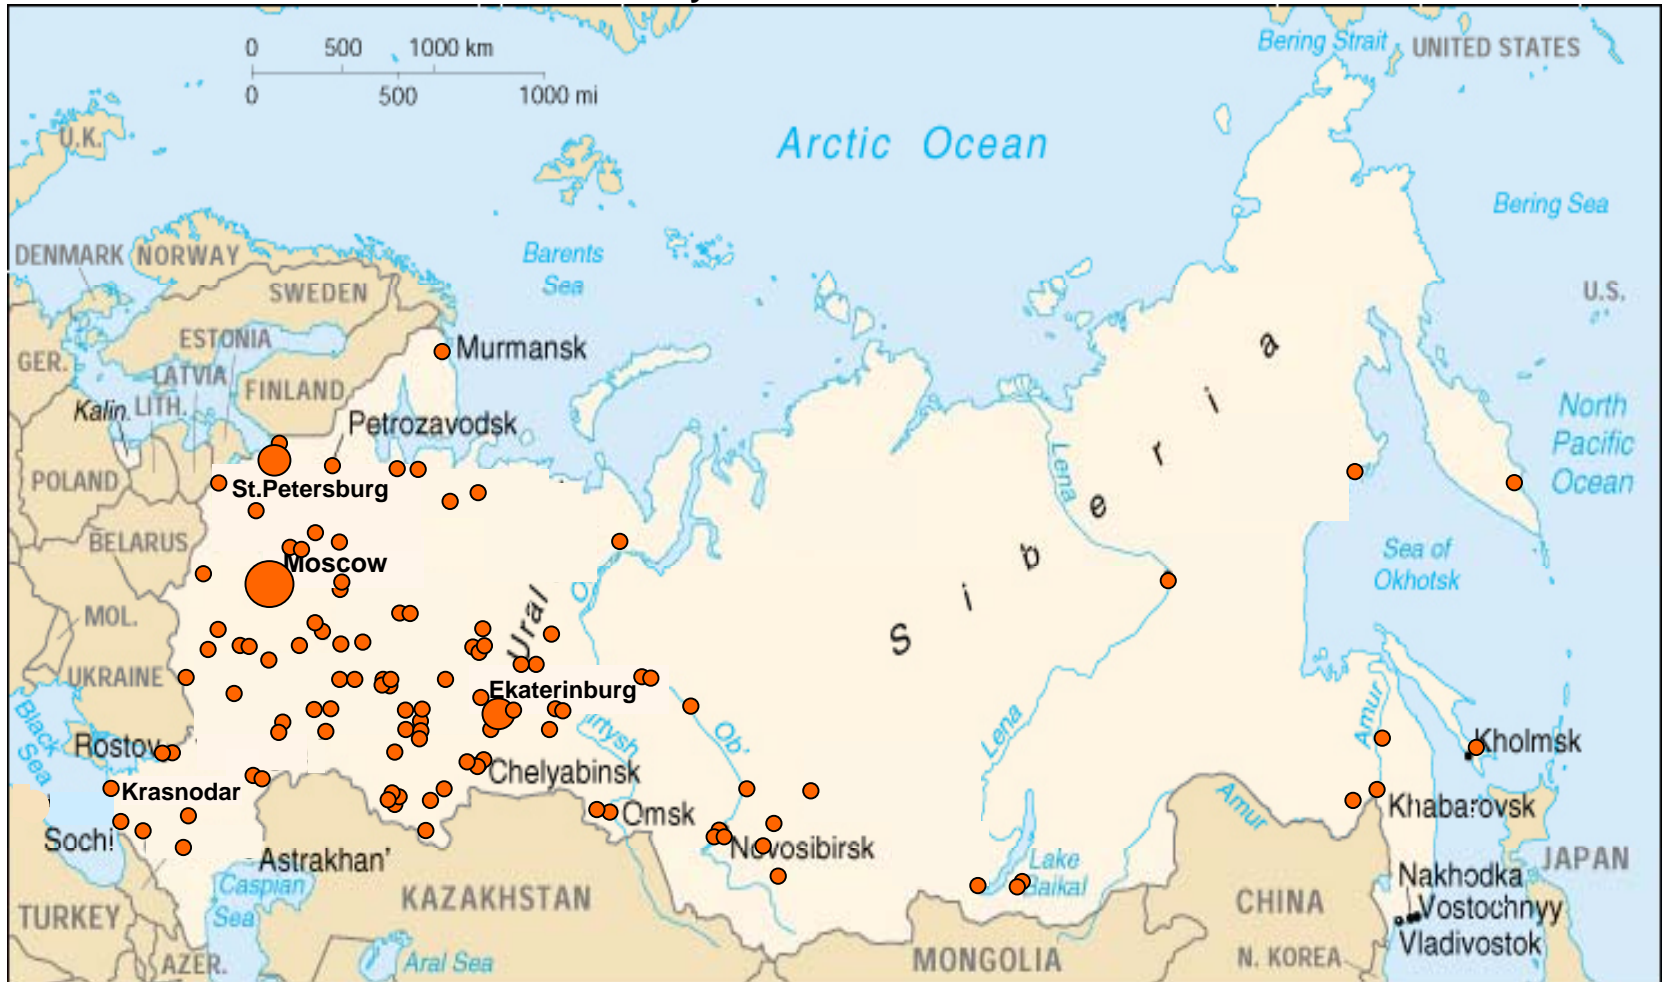 0 500 1000 km
0 500 1000 mi
Bering Strait
UNITED STATES
U.K.
Arctic Ocean
Bering Sea
DENMARK
NORWAY
Barents
Sea
SWEDEN
U.S.
ESTONIA
Murmansk
GER.
LATVIA
FINLAND
Kalin.
LITH.
Petrozavodsk
North
Pacific
Ocean
POLAND
St.Petersburg
Lena
BELARUS
Moscow
Sea of
Okhotsk
Siberia
MOL.
Ural
UKRAINE
Ekaterinburg
Black
Sea
Irtysh
Ob'
Lena
Amur
Rostov
Kholmsk
Chelyabinsk
Krasnodar
Omsk
Amur
Khabarovsk
Sochi
Novosibirsk
Astrakhan'
Lake
Baikal
JAPAN
Caspian
Sea
KAZAKHSTAN
Nakhodka
CHINA
Vostochnyy
TURKEY
Vladivostok
AZER.
Aral Sea
MONGOLIA
N. KOREA